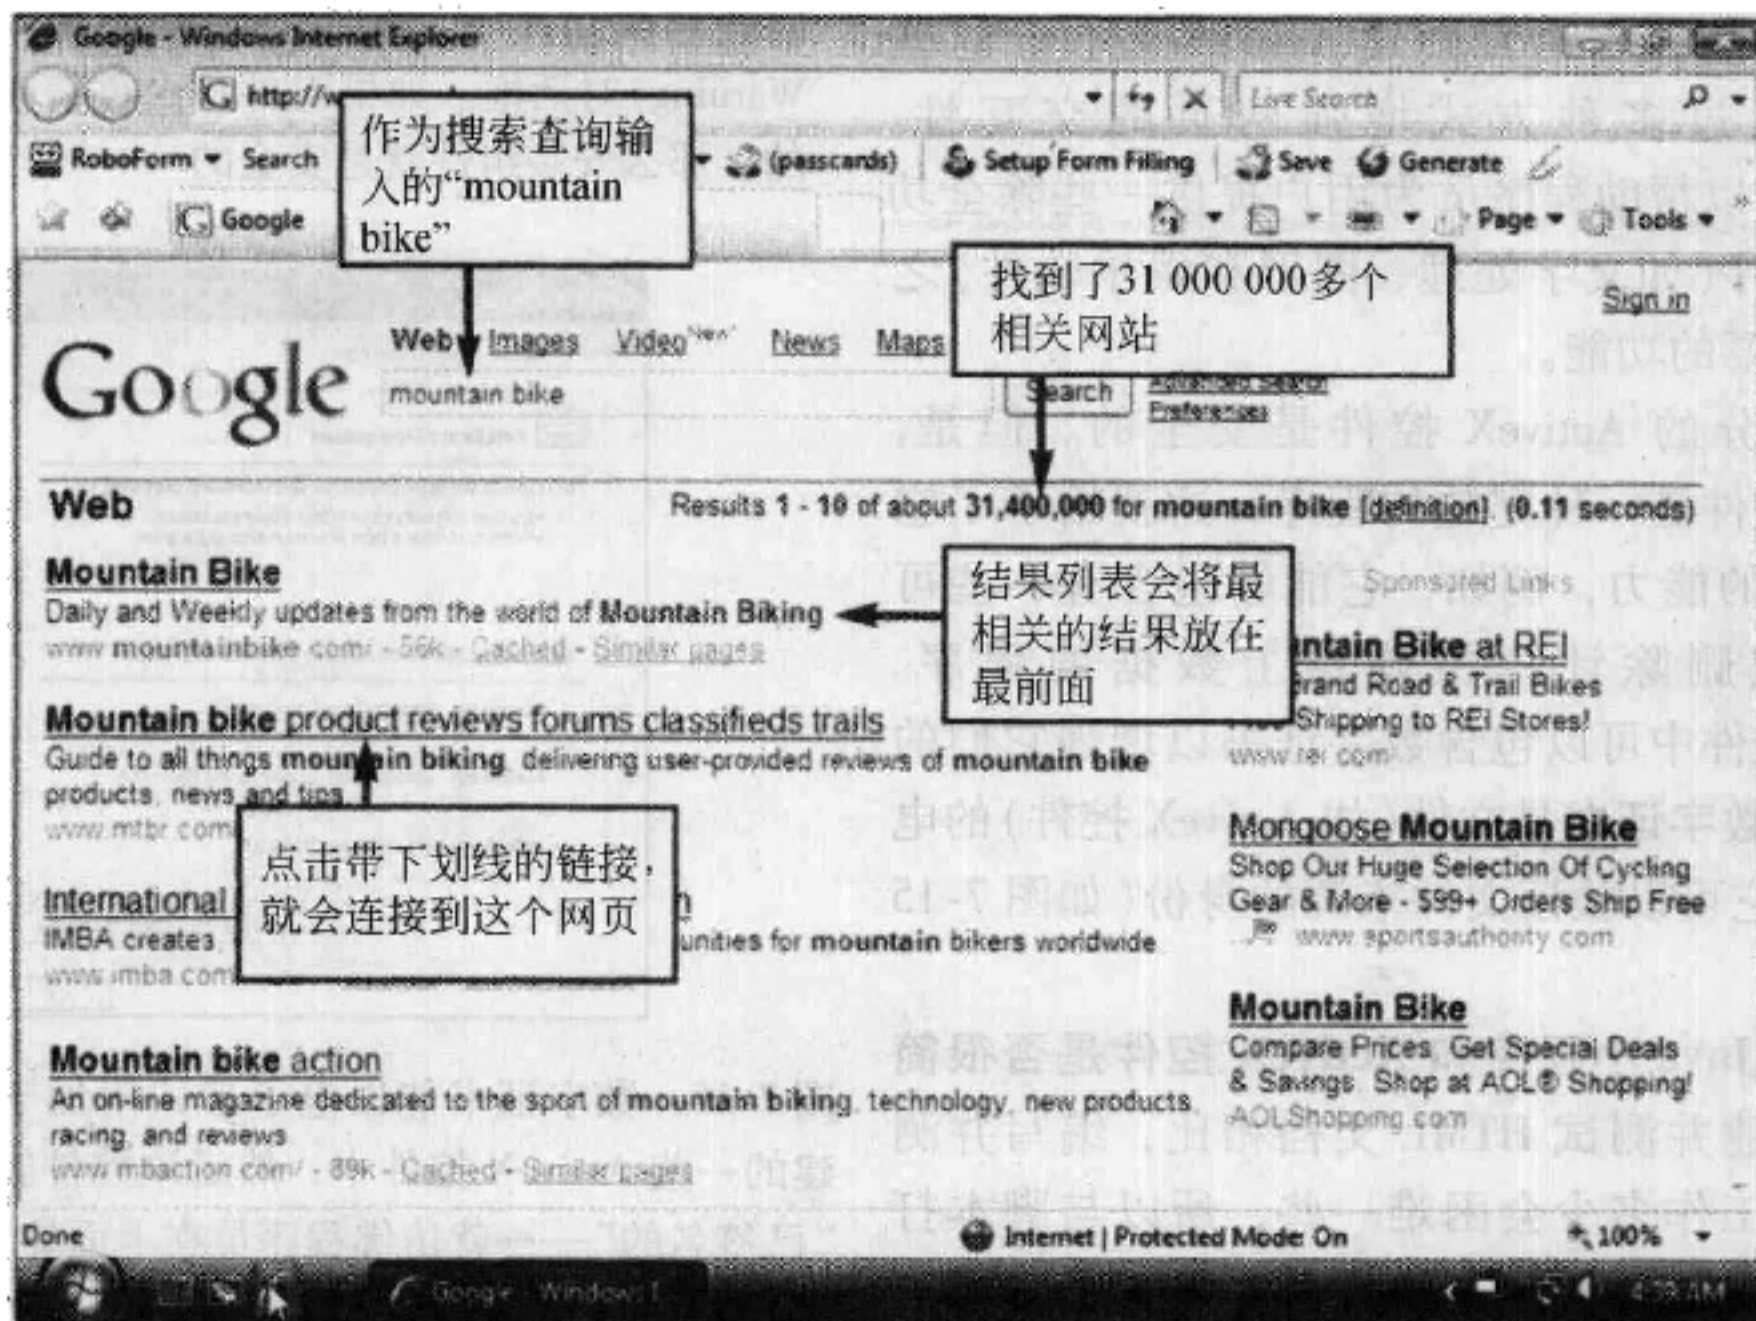 Google - Windows Internet Explorer
http://w
Live Search
RoboForm Search
(passcards) Setup Form Filling Save Generate
Google
Page Tools
作为搜索查询输
入的“mountain
bike”
找到了31 000 000多个
相关网站
Sign in
Web Images Video New! News Maps
Google
mountain bike
Search
Advanced Search
Preferences
Web
Results 1 - 10 of about 31,400,000 for mountain bike [definition]. (0.11 seconds)
Mountain Bike
Daily and Weekly updates from the world of Mountain Biking
www.mountainbike.com/ - 56k - Cached - Similar pages
结果列表会将最
相关的结果放在
最前面
Mountain bike product reviews forums classifieds trails
Guide to all things mountain biking, delivering user-provided reviews of mountain bike
products, news and tips.
www.mtbr.com/
点击带下划线的链接，
就会连接到这个网页
International
IMBA creates,
unities for mountain bikers worldwide.
www.imba.com
Mountain bike action
An on-line magazine dedicated to the sport of mountain biking, technology, new products,
racing, and reviews
www.mbaction.com/ - 89k - Cached - Similar pages
Sponsored Links
ntain Bike at REI
rand Road & Trail Bikes
Shipping to REI Stores!
www.rei.com
Mongoose Mountain Bike
Shop Our Huge Selection Of Cycling
Gear & More - $99+ Orders Ship Free
www.sportsauthority.com
Mountain Bike
Compare Prices, Get Special Deals
& Savings. Shop at AOL® Shopping!
AOLShopping.com
Done
Internet | Protected Mode: On
100%
Google - Windows I...
4:39 AM